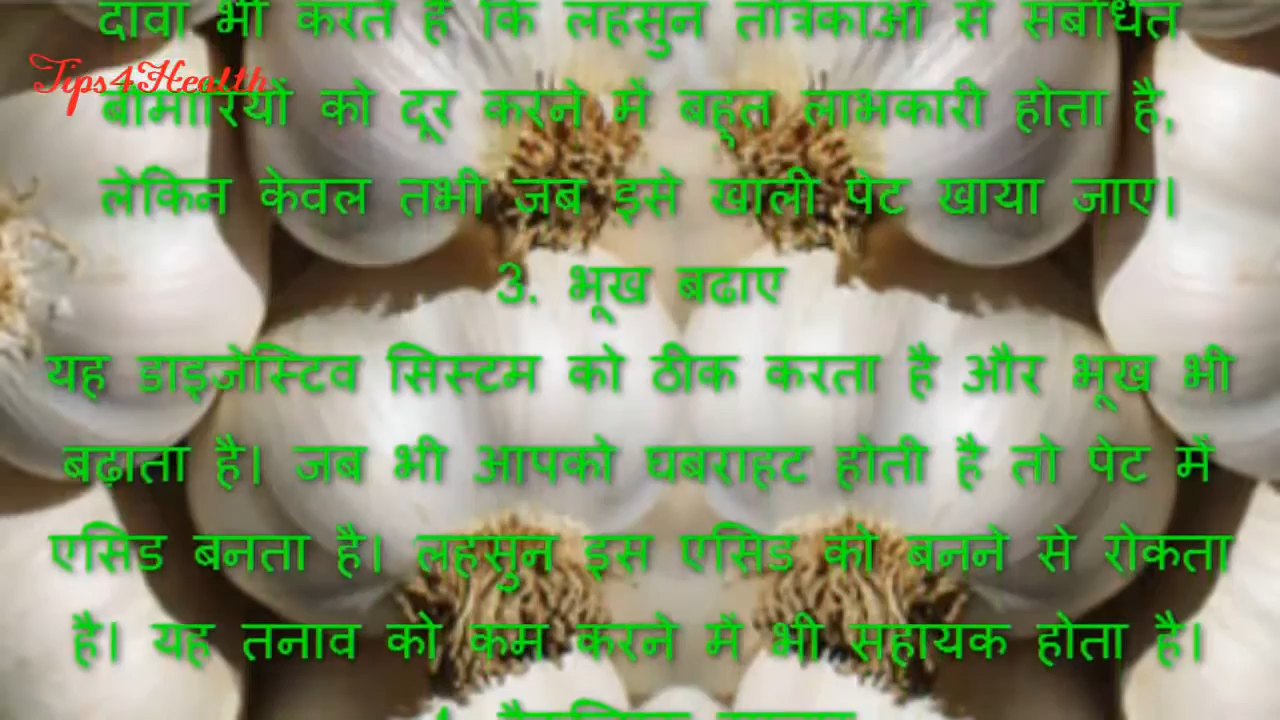 Tips4Health
दावा भी करते हैं कि लहसुन तंत्रिकाओं से संबंधित
बीमारियों को दूर करने में बहुत लाभकारी होता है,
लेकिन केवल तभी जब इसे खाली पेट खाया जाए।
3. भूख बढाए
यह डाइजेस्टिव सिस्टम को ठीक करता है और भूख भी
बढ़ाता है। जब भी आपको घबराहट होती है तो पेट में
एसिड बनता है। लहसुन इस एसिड को बनने से रोकता
है। यह तनाव को कम करने में भी सहायक होता है।